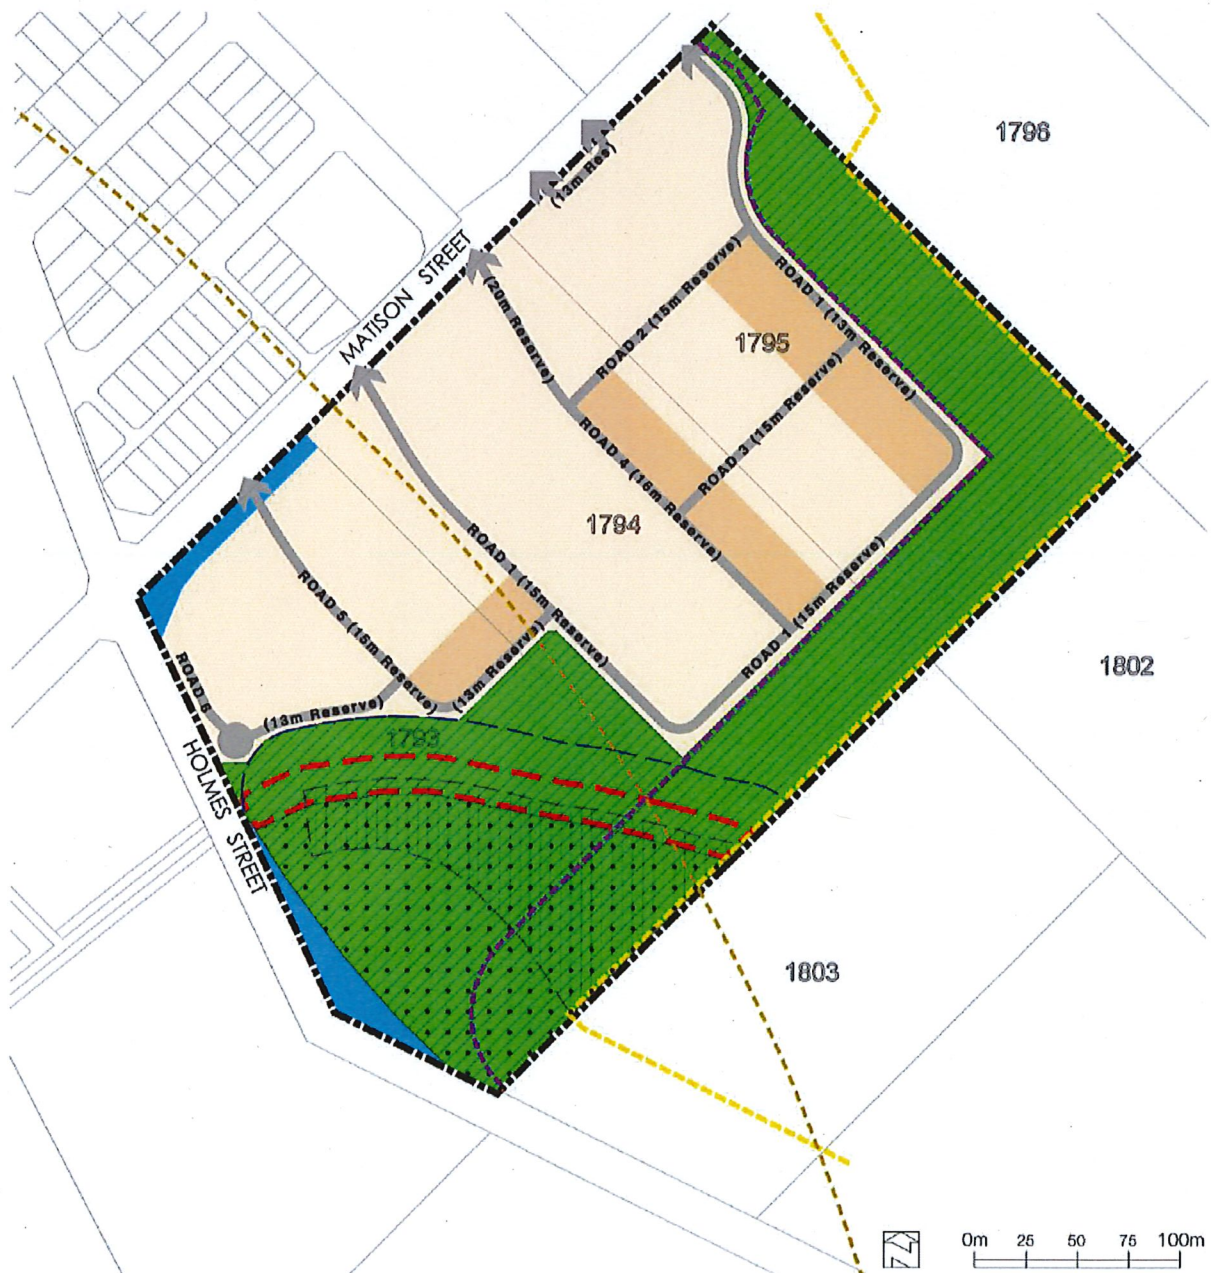 1796
(13m Res)
MATISON STREET
(20m Reserve)
ROAD 2 (15m Reserve)
ROAD 1 (13m Reserve)
1795
ROAD 3 (15m Reserve)
ROAD 4 (16m Reserve)
1794
ROAD 1 (15m Reserve)
ROAD 5 (16m Reserve)
ROAD 1 (15m Reserve)
(13m Reserve)
ROAD 6
(13m Reserve)
1793
HOLMES STREET
1802
1803
0m 25 50 75 100m